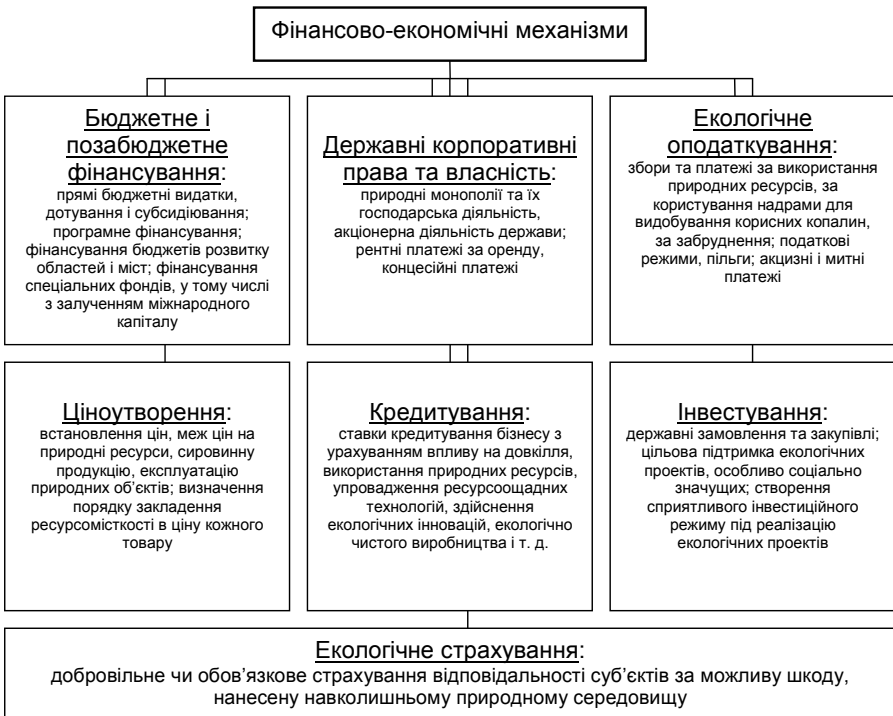 Фінансово-економічні механізми
Бюджетне і
позабюджетне
фінансування:
прямі бюджетні видатки,
дотування і субсидіювання;
програмне фінансування;
фінансування бюджетів розвитку
областей і міст; фінансування
спеціальних фондів, у тому числі
з залученням міжнародного
капіталу
Державні корпоративні
права та власність:
природні монополії та їх
господарська діяльність,
акціонерна діяльність держави;
рентні платежі за оренду,
концесійні платежі
Екологічне
оподаткування:
збори та платежі за використання
природних ресурсів, за
користування надрами для
видобування корисних копалин,
за забруднення; податкові
режими, пільги; акцизні і митні
платежі
Ціноутворення:
встановлення цін, меж цін на
природні ресурси, сировинну
продукцію, експлуатацію
природних об’єктів; визначення
порядку закладення
ресурсомісткості в ціну кожного
товару
Кредитування:
ставки кредитування бізнесу з
урахуванням впливу на довкілля,
використання природних ресурсів,
упровадження ресурсоощадних
технологій, здійснення
екологічних інновацій, екологічно
чистого виробництва і т. д.
Інвестування:
державні замовлення та закупівлі;
цільова підтримка екологічних
проектів, особливо соціально
значущих; створення
сприятливого інвестиційного
режиму під реалізацію
екологічних проектів
Екологічне страхування:
добровільне чи обов’язкове страхування відповідальності суб’єктів за можливу шкоду,
нанесену навколишньому природному середовищу